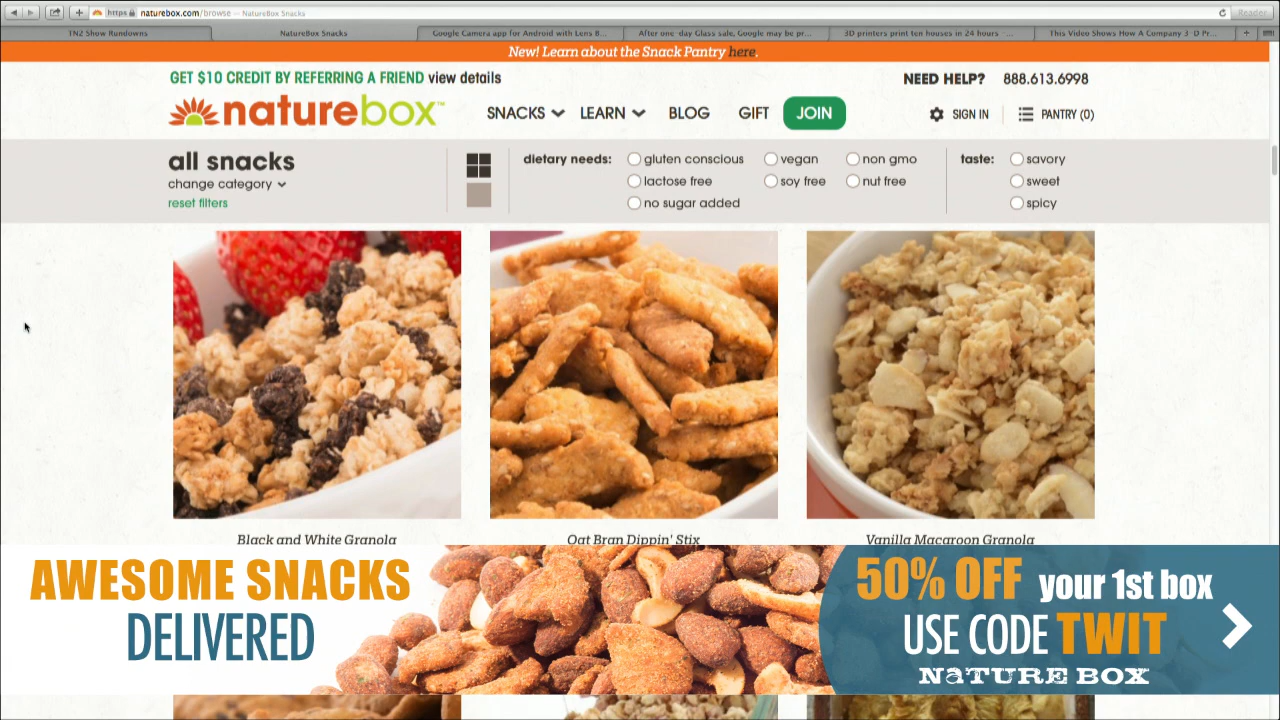 https naturebox.com/browse — NatureBox Snacks
Reader
TN2 Show Rundowns
NatureBox Snacks
Google Camera app for Android with Lens B...
After one-day Glass sale, Google may be pr...
3D printers print ten houses in 24 hours -...
This Video Shows How A Company 3-D Pr...
New! Learn about the Snack Pantry here.
GET $10 CREDIT BY REFERRING A FRIEND view details
NEED HELP? 888.613.6998
naturebox™
SNACKS
LEARN
BLOG
GIFT
JOIN
SIGN IN
PANTRY (0)
all snacks
change category
reset filters
dietary needs:
gluten conscious
vegan
non gmo
lactose free
soy free
nut free
no sugar added
taste:
savory
sweet
spicy
Black and White Granola
Oat Bran Dippin' Stix
Vanilla Macaroon Granola
AWESOME SNACKS
DELIVERED
50% OFF your 1st box
USE CODE TWIT
NATURE BOX